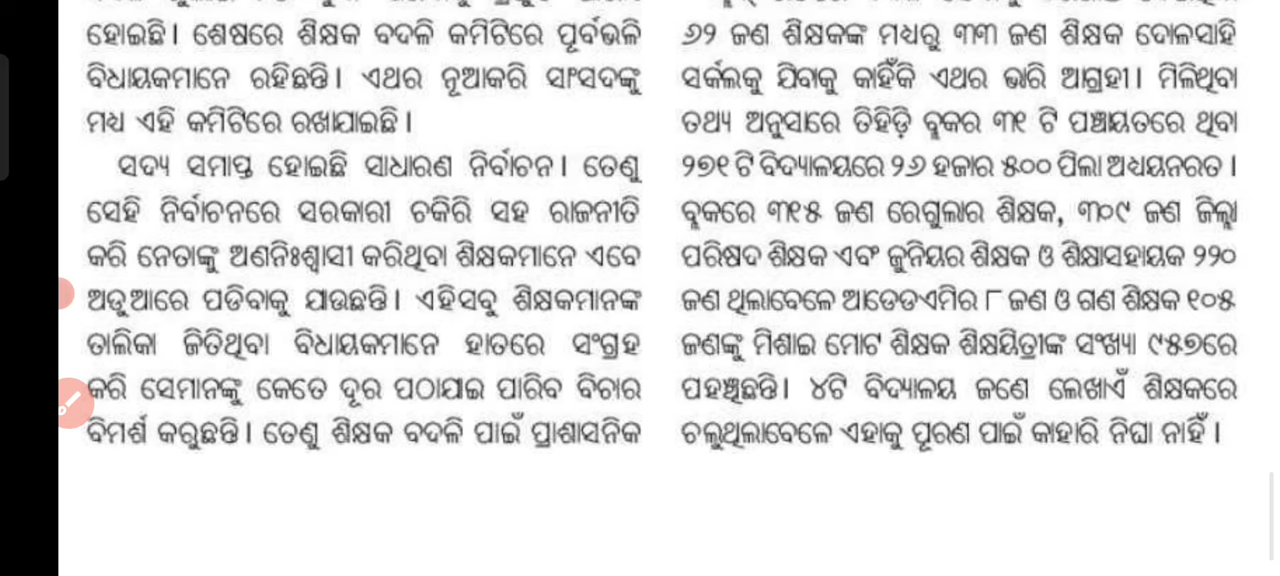 ହୋଇଛି। ଶେଷରେ ଶିକ୍ଷକ ବଦଳି କମିଟିରେ ପୂର୍ବଭଳି
ବିଧାୟକମାନେ ରହିଛନ୍ତି। ଏଥର ନୂଆକରି ସାଂସଦଙ୍କୁ
ମଧ୍ୟ ଏହି କମିଟିରେ ରଖାଯାଇଛି।
ସଦ୍ୟ ସମାପ୍ତ ହୋଇଛି ସାଧାରଣ ନିର୍ବାଚନ। ତେଣୁ
ସେହି ନିର୍ବାଚନରେ ସରକାରୀ ଚକିରି ସହ ରାଜନୀତି
କରି ନେତାଙ୍କୁ ଅଣନିଃଶ୍ୱାସୀ କରିଥିବା ଶିକ୍ଷକମାନେ ଏବେ
ଅଡୁଆରେ ପଡିବାକୁ ଯାଉଛନ୍ତି। ଏହିସବୁ ଶିକ୍ଷକମାନଙ୍କ
ତାଲିକା ଜିତିଥିବା ବିଧାୟକମାନେ ହାତରେ ସଂଗ୍ରହ
କରି ସେମାନଙ୍କୁ କେତେ ଦୂର ପଠାଯାଇ ପାରିବ ବିଚାର
ବିମର୍ଶ କରୁଛନ୍ତି। ତେଣୁ ଶିକ୍ଷକ ବଦଳି ପାଇଁ ପ୍ରାଶାସନିକ
୬୨ ଜଣ ଶିକ୍ଷକଙ୍କ ମଧ୍ୟରୁ ୩୩ ଜଣ ଶିକ୍ଷକ ଦୋଳସାହି
ସର୍କଲକୁ ଯିବାକୁ କାହିଁକି ଏଥର ଭାରି ଆଗ୍ରହୀ। ମିଳିଥିବା
ତଥ୍ୟ ଅନୁସାରେ ତିହିଡ଼ି ବ୍ଲକର ୩୧ ଟି ପଞ୍ଚାୟତରେ ଥିବା
୨୭୧ ଟି ବିଦ୍ୟାଳୟରେ ୨୬ ହଜାର ୫୦୦ ପିଲା ଅଧ୍ୟୟନରତ।
ବ୍ଲକରେ ୩୧୫ ଜଣ ରେଗୁଲାର ଶିକ୍ଷକ, ୩୦୯ ଜଣ ଜିଲ୍ଲା
ପରିଷଦ ଶିକ୍ଷକ ଏବଂ ଜୁନିୟର ଶିକ୍ଷକ ଓ ଶିକ୍ଷାସହାୟକ ୨୨୦
ଜଣ ଥିଲାବେଳେ ଆଡେଡଏମିର ୮ ଜଣ ଓ ଗଣ ଶିକ୍ଷକ ୧୦୫
ଜଣଙ୍କୁ ମିଶାଇ ମୋଟ ଶିକ୍ଷକ ଶିକ୍ଷୟିତ୍ରୀଙ୍କ ସଂଖ୍ୟା ୯୫୭ରେ
ପହଞ୍ଚିଛନ୍ତି। ୪ଟି ବିଦ୍ୟାଳୟ ଜଣେ ଲେଖାଏଁ ଶିକ୍ଷକରେ
ଚଳୁଥିଲାବେଳେ ଏହାକୁ ପୂରଣ ପାଇଁ କାହାରି ନିଘା ନାହିଁ।